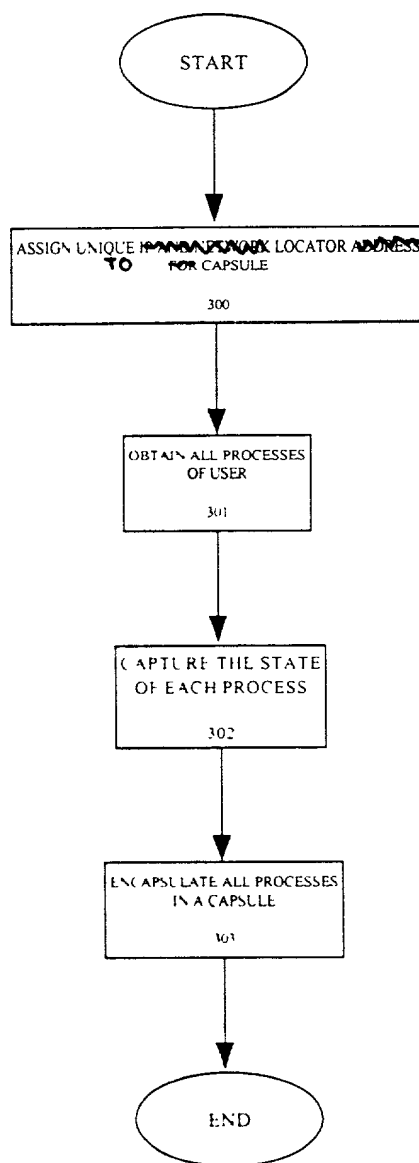 START
ASSIGN UNIQUE LOCATOR
TO CAPSULE
300
OBTAIN ALL PROCESSES
OF USER
301
CAPTURE THE STATE
OF EACH PROCESS
302
ENCAPSULATE ALL PROCESSES
IN A CAPSULE
303
END